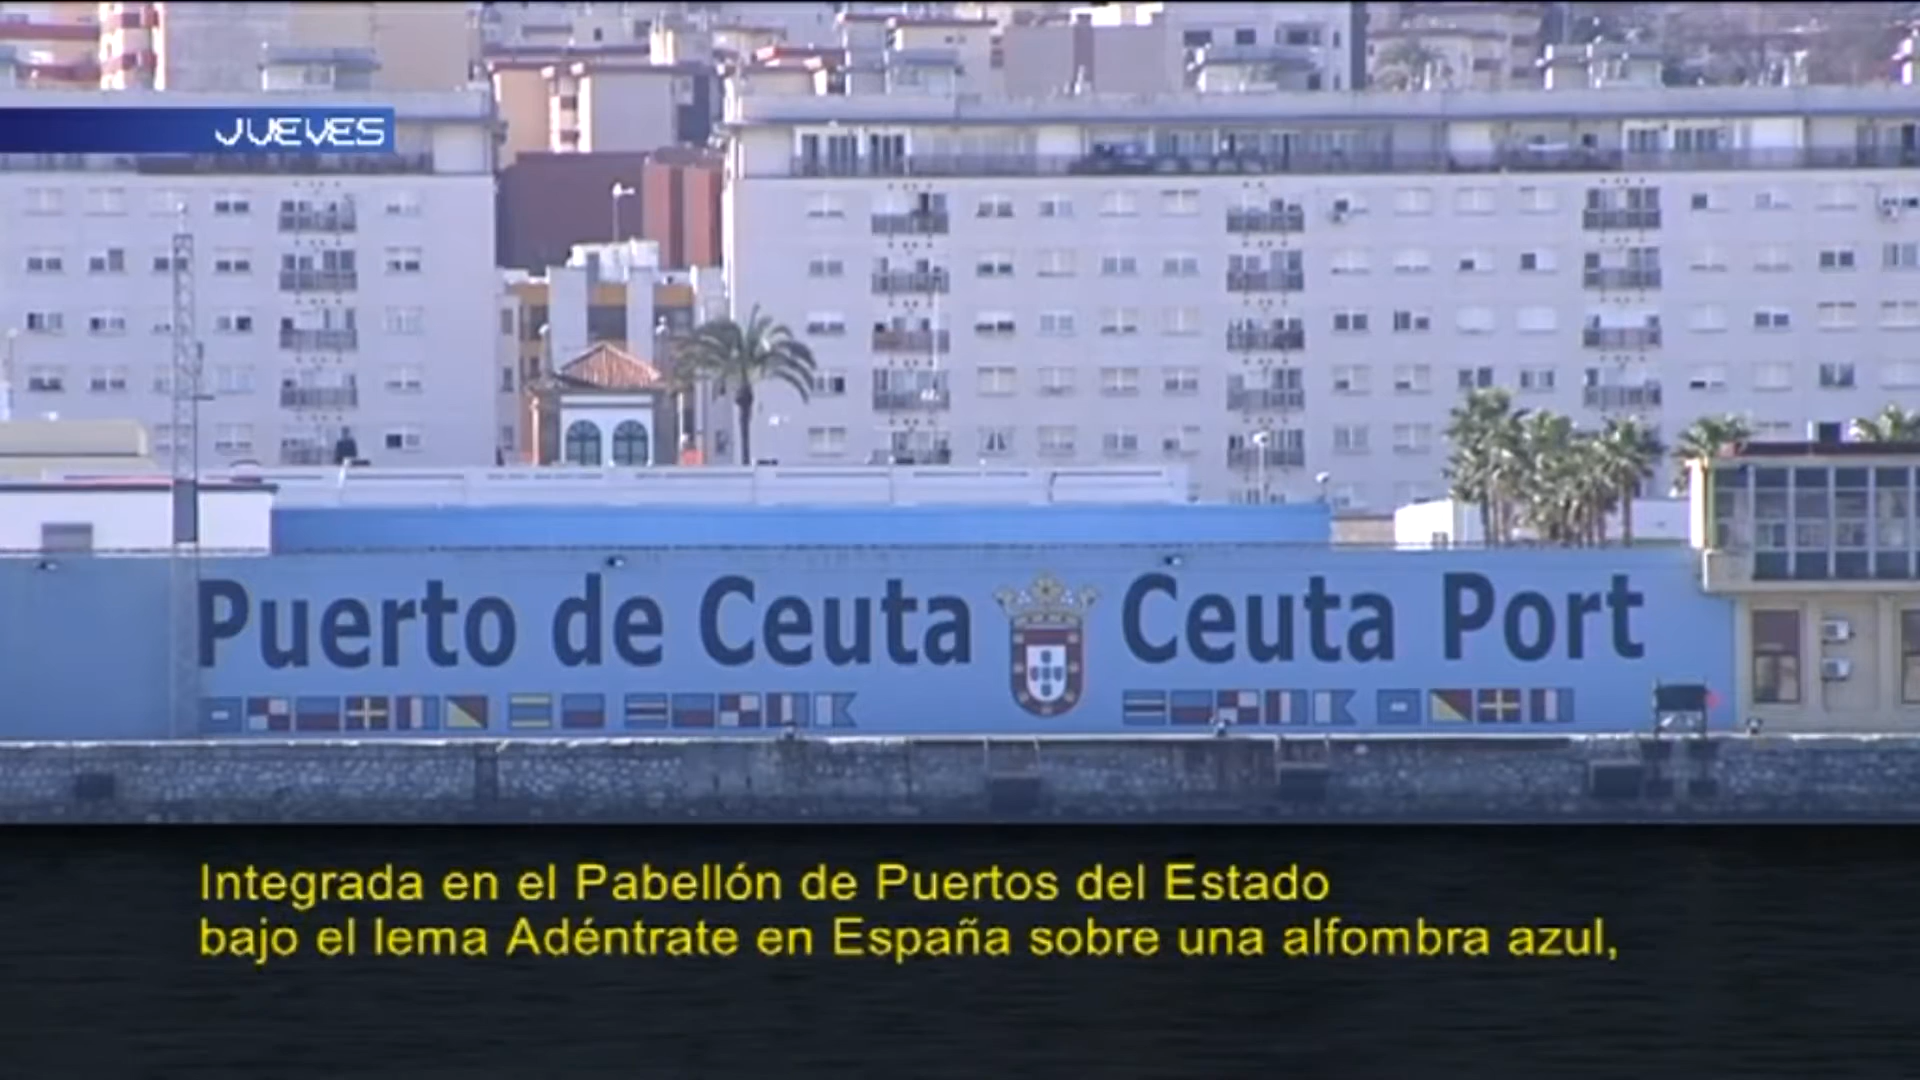 JUEVES
Puerto de Ceuta Ceuta Port
Integrada en el Pabellón de Puertos del Estado
bajo el lema Adéntrate en España sobre una alfombra azul,